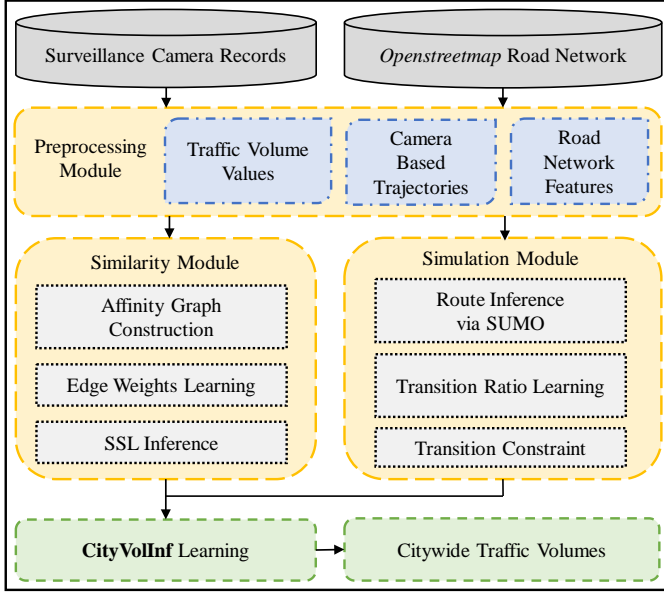 Surveillance Camera Records
Openstreetmap Road Network
Preprocessing
Module
Traffic Volume
Values
Camera
Based
Trajectories
Road
Network
Features
Similarity Module
Affinity Graph
Construction
Edge Weights Learning
SSL Inference
Simulation Module
Route Inference
via SUMO
Transition Ratio Learning
Transition Constraint
CityVolInf Learning
Citywide Traffic Volumes